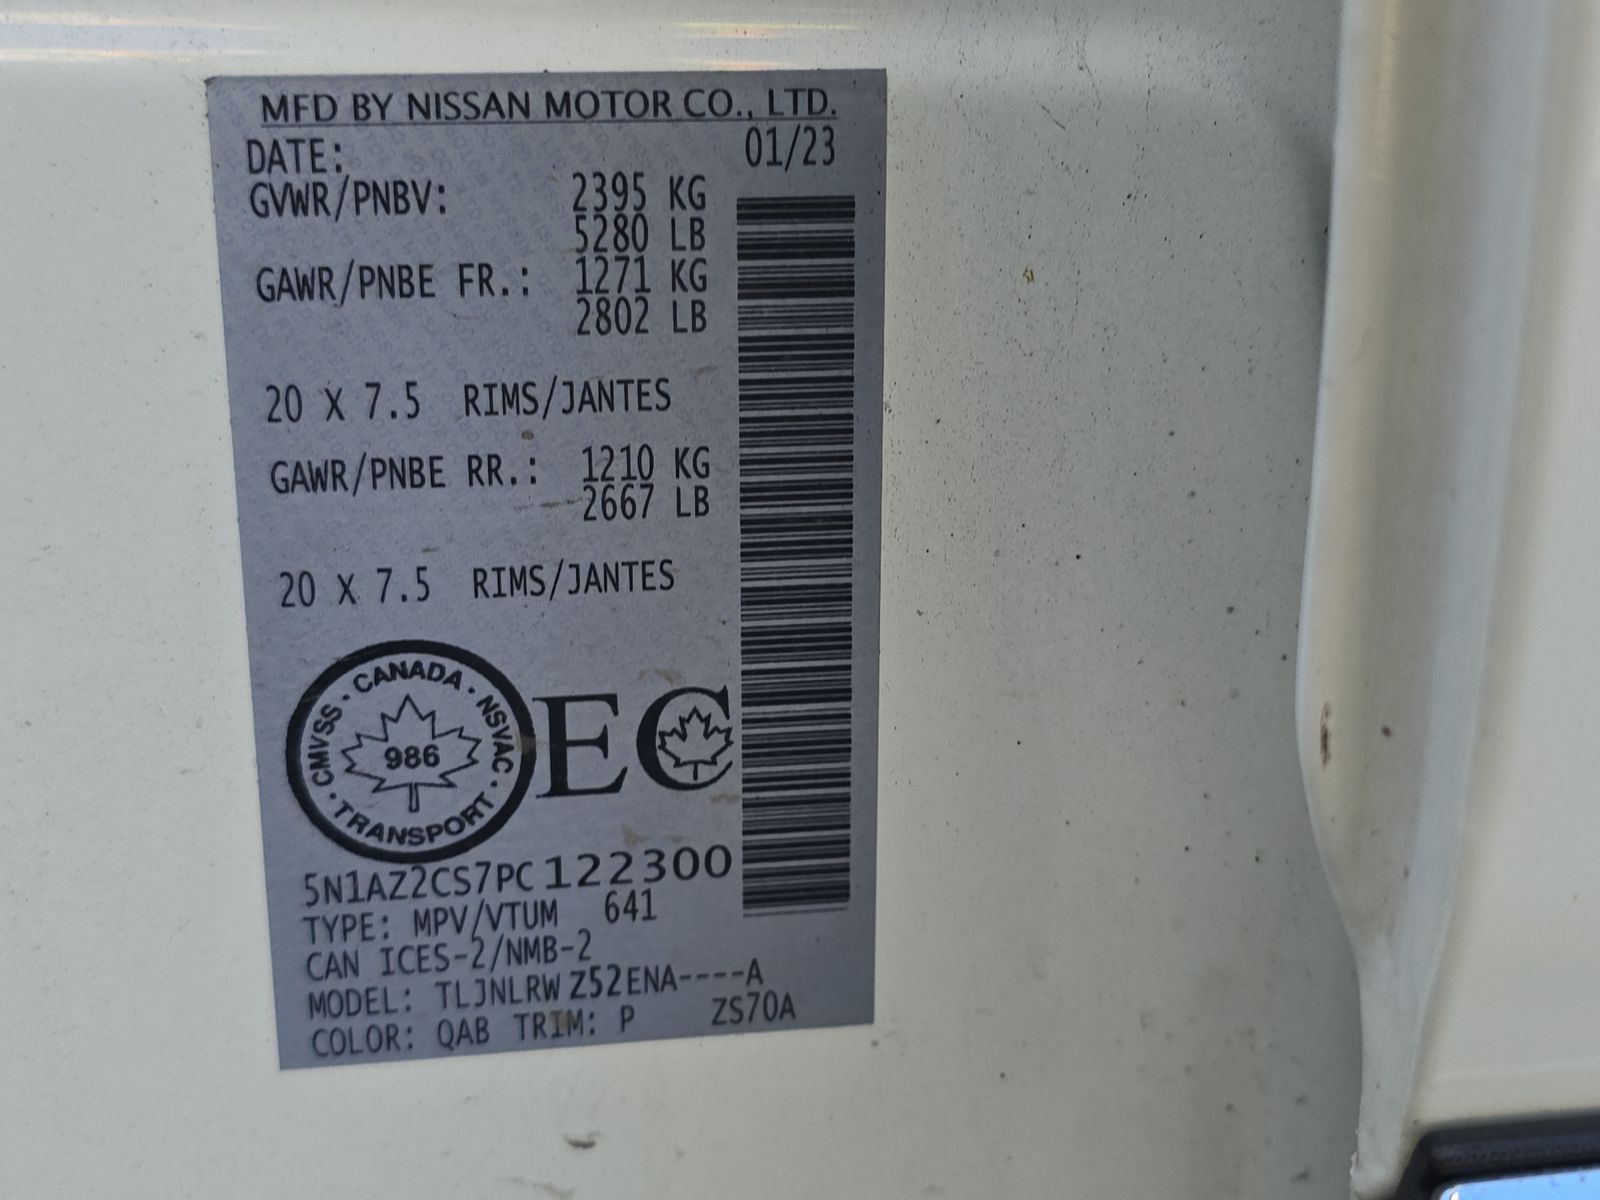 MFD BY NISSAN MOTOR CO., LTD.
DATE: 01/23
GVWR/PNBV: 2395 KG
5280 LB
GAWR/PNBE FR.: 1271 KG
2802 LB
20 X 7.5 RIMS/JANTES
GAWR/PNBE RR.: 1210 KG
2667 LB
20 X 7.5 RIMS/JANTES
CANADA · NSVAC · TRANSPORT · CMVSS ·
986
EC
5N1AZ2CS7PC122300
TYPE: MPV/VTUM 641
CAN ICES-2/NMB-2
MODEL: TLJNLRW Z52ENA----A
COLOR: QAB TRIM: P ZS70A